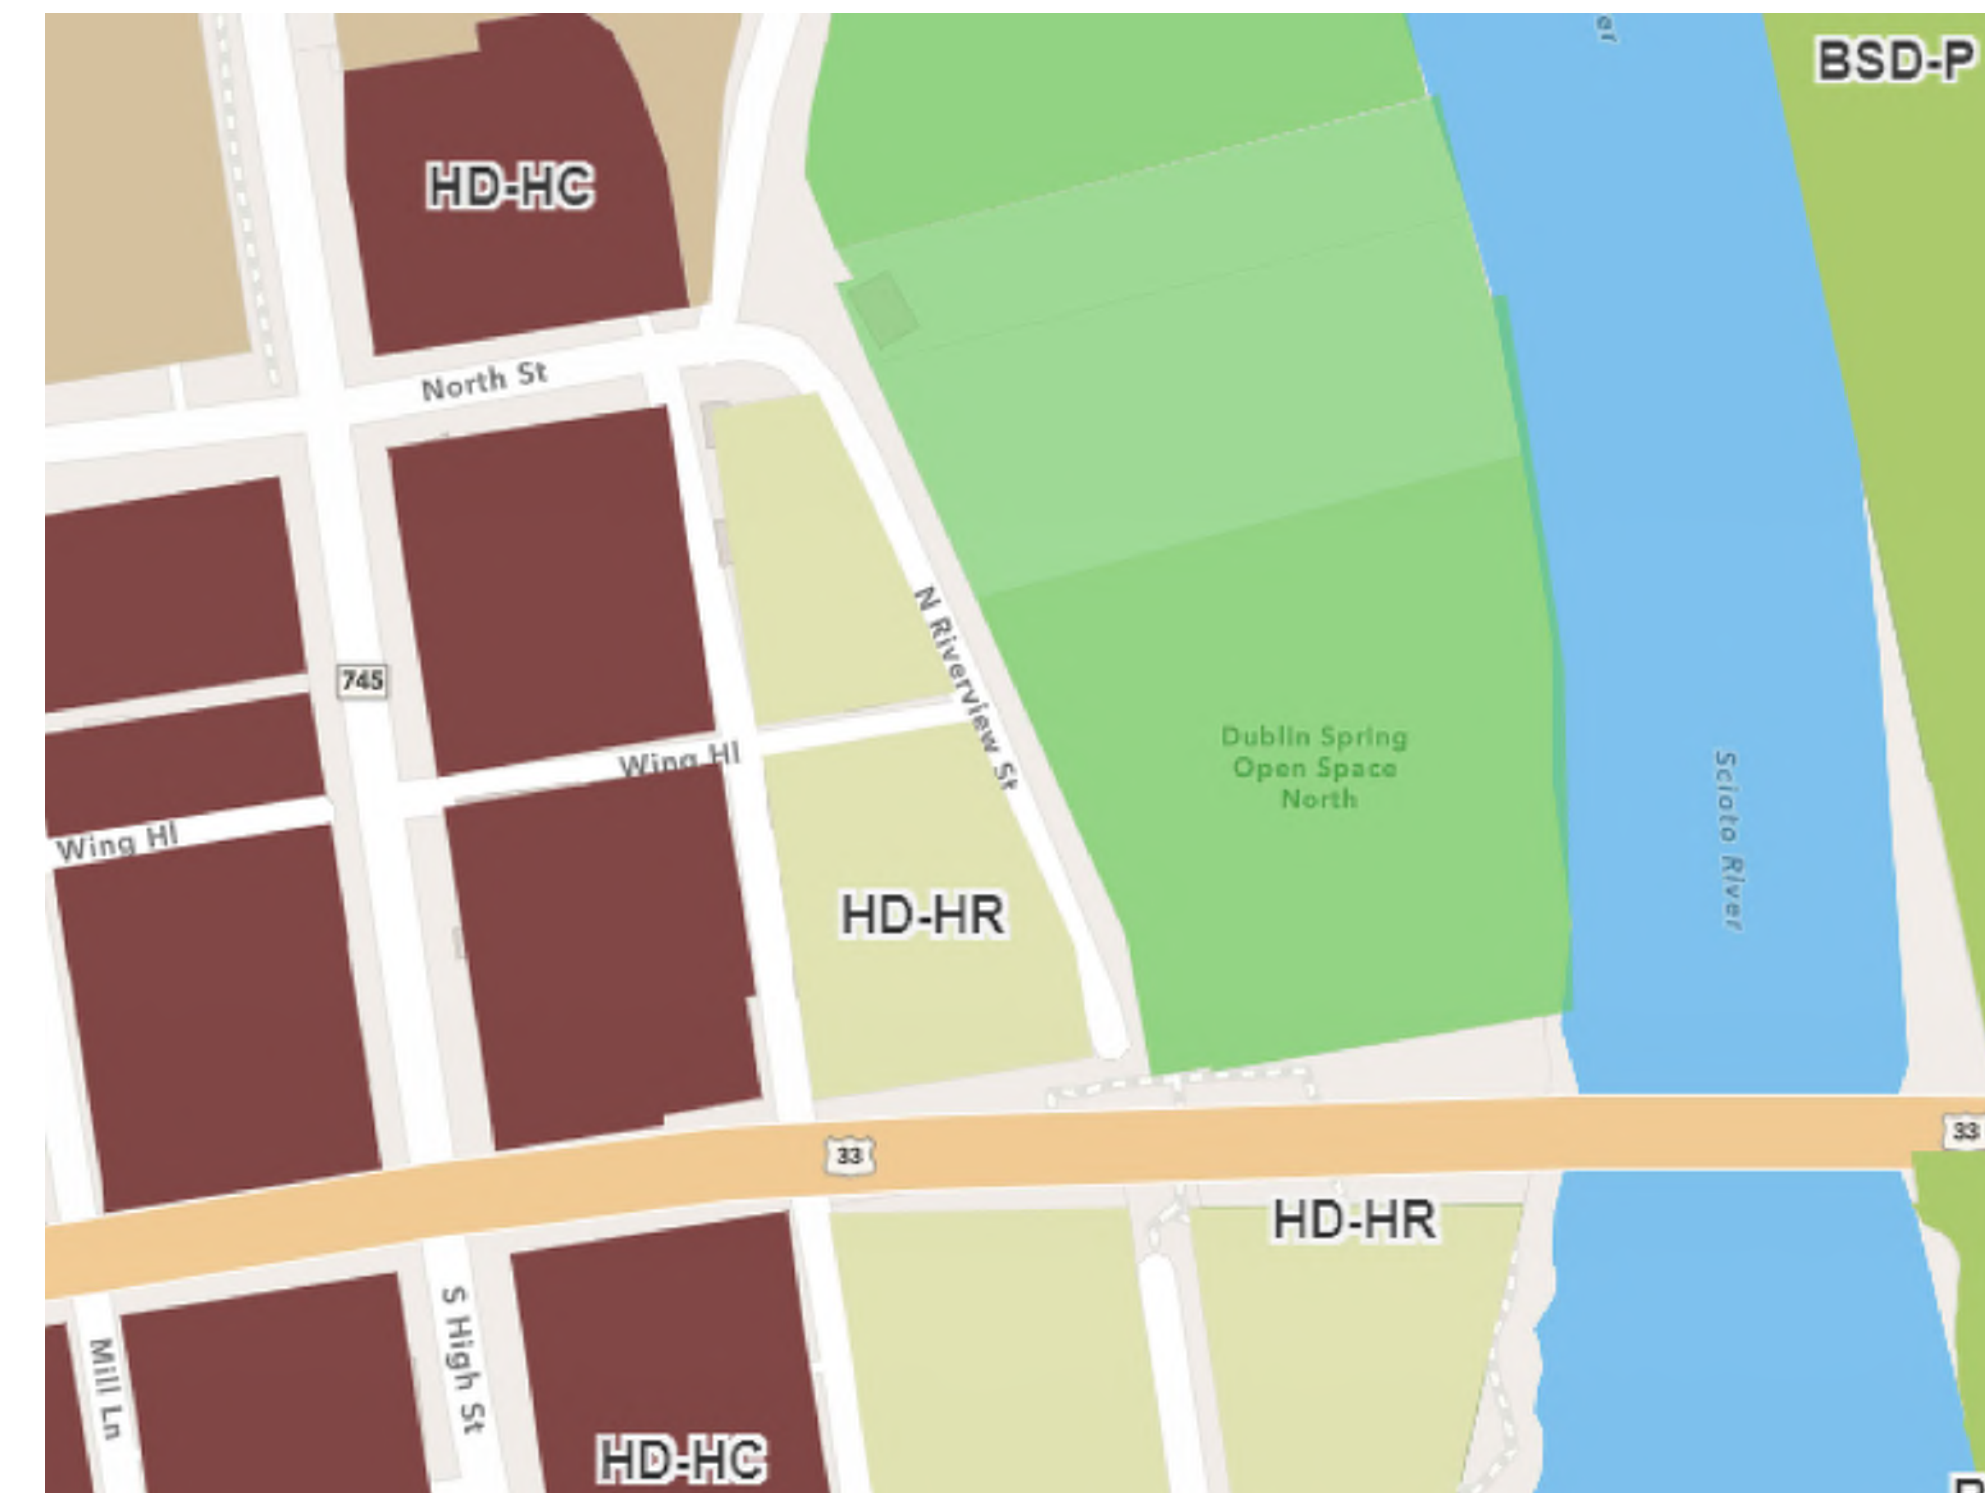 BSD-P
HD-HC
North St
N Riverview St
745
Wing Hl
Wing Hl
Dublin Spring
Open Space
North
Scioto River
HD-HR
33
33
HD-HR
S High St
Mill Ln
HD-HC